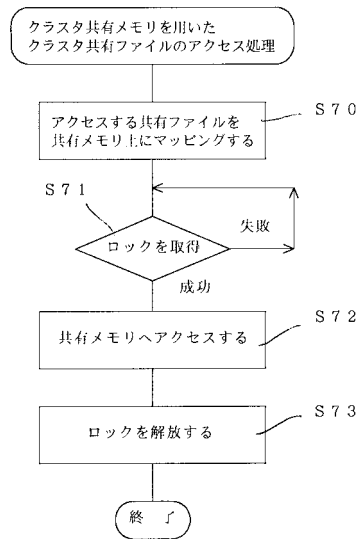 クラスタ共有メモリを用いた
クラスタ共有ファイルのアクセス処理
S70
アクセスする共有ファイルを
共有メモリ上にマッピングする
S71
ロックを取得
失敗
成功
S72
共有メモリへアクセスする
S73
ロックを解放する
終了